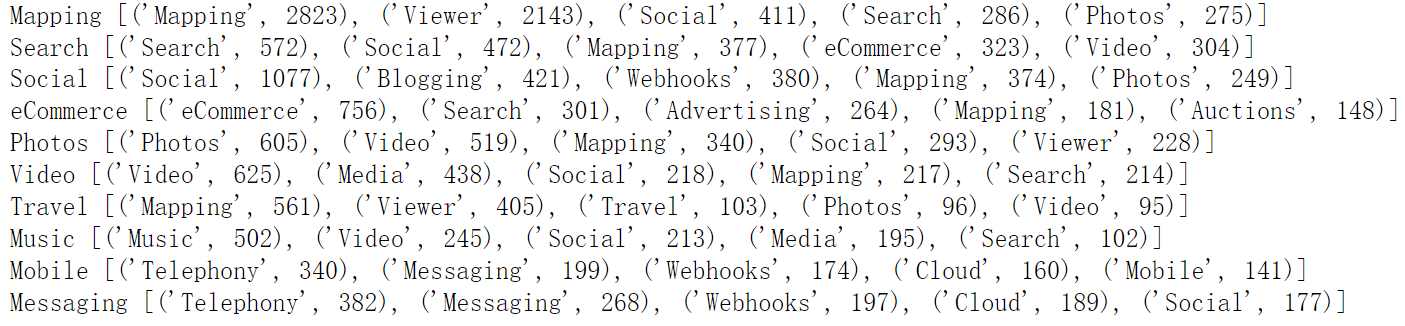 Mapping [('Mapping', 2823), ('Viewer', 2143), ('Social', 411), ('Search', 286), ('Photos', 275)]
Search [('Search', 572), ('Social', 472), ('Mapping', 377), ('eCommerce', 323), ('Video', 304)]
Social [('Social', 1077), ('Blogging', 421), ('Webhooks', 380), ('Mapping', 374), ('Photos', 249)]
eCommerce [('eCommerce', 756), ('Search', 301), ('Advertising', 264), ('Mapping', 181), ('Auctions', 148)]
Photos [('Photos', 605), ('Video', 519), ('Mapping', 340), ('Social', 293), ('Viewer', 228)]
Video [('Video', 625), ('Media', 438), ('Social', 218), ('Mapping', 217), ('Search', 214)]
Travel [('Mapping', 561), ('Viewer', 405), ('Travel', 103), ('Photos', 96), ('Video', 95)]
Music [('Music', 502), ('Video', 245), ('Social', 213), ('Media', 195), ('Search', 102)]
Mobile [('Telephony', 340), ('Messaging', 199), ('Webhooks', 174), ('Cloud', 160), ('Mobile', 141)]
Messaging [('Telephony', 382), ('Messaging', 268), ('Webhooks', 197), ('Cloud', 189), ('Social', 177)]